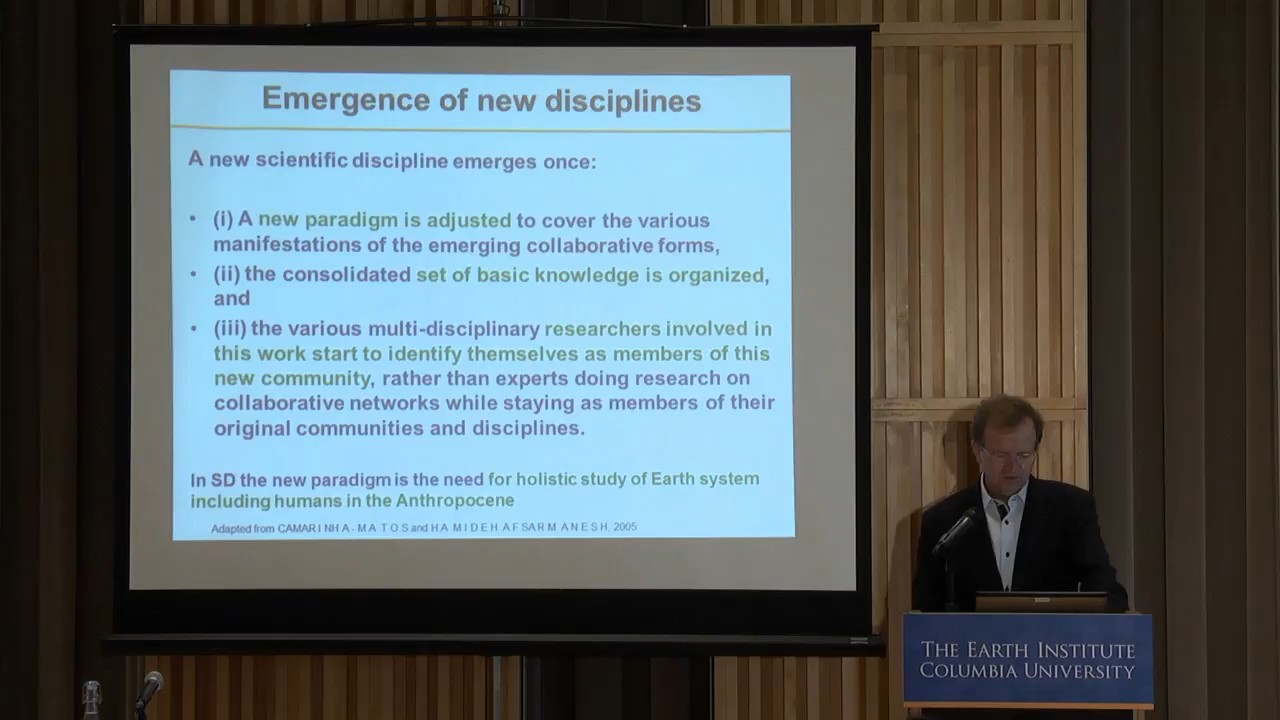 Emergence of new disciplines
A new scientific discipline emerges once:
• (i) A new paradigm is adjusted to cover the various
manifestations of the emerging collaborative forms,
• (ii) the consolidated set of basic knowledge is organized,
and
• (iii) the various multi-disciplinary researchers involved in
this work start to identify themselves as members of this
new community, rather than experts doing research on
collaborative networks while staying as members of their
original communities and disciplines.
In SD the new paradigm is the need for holistic study of Earth system
including humans in the Anthropocene
Adapted from CAMARINHA-MATOS and HAMIDEH AFSARMANESH, 2005
THE EARTH INSTITUTE
COLUMBIA UNIVERSITY